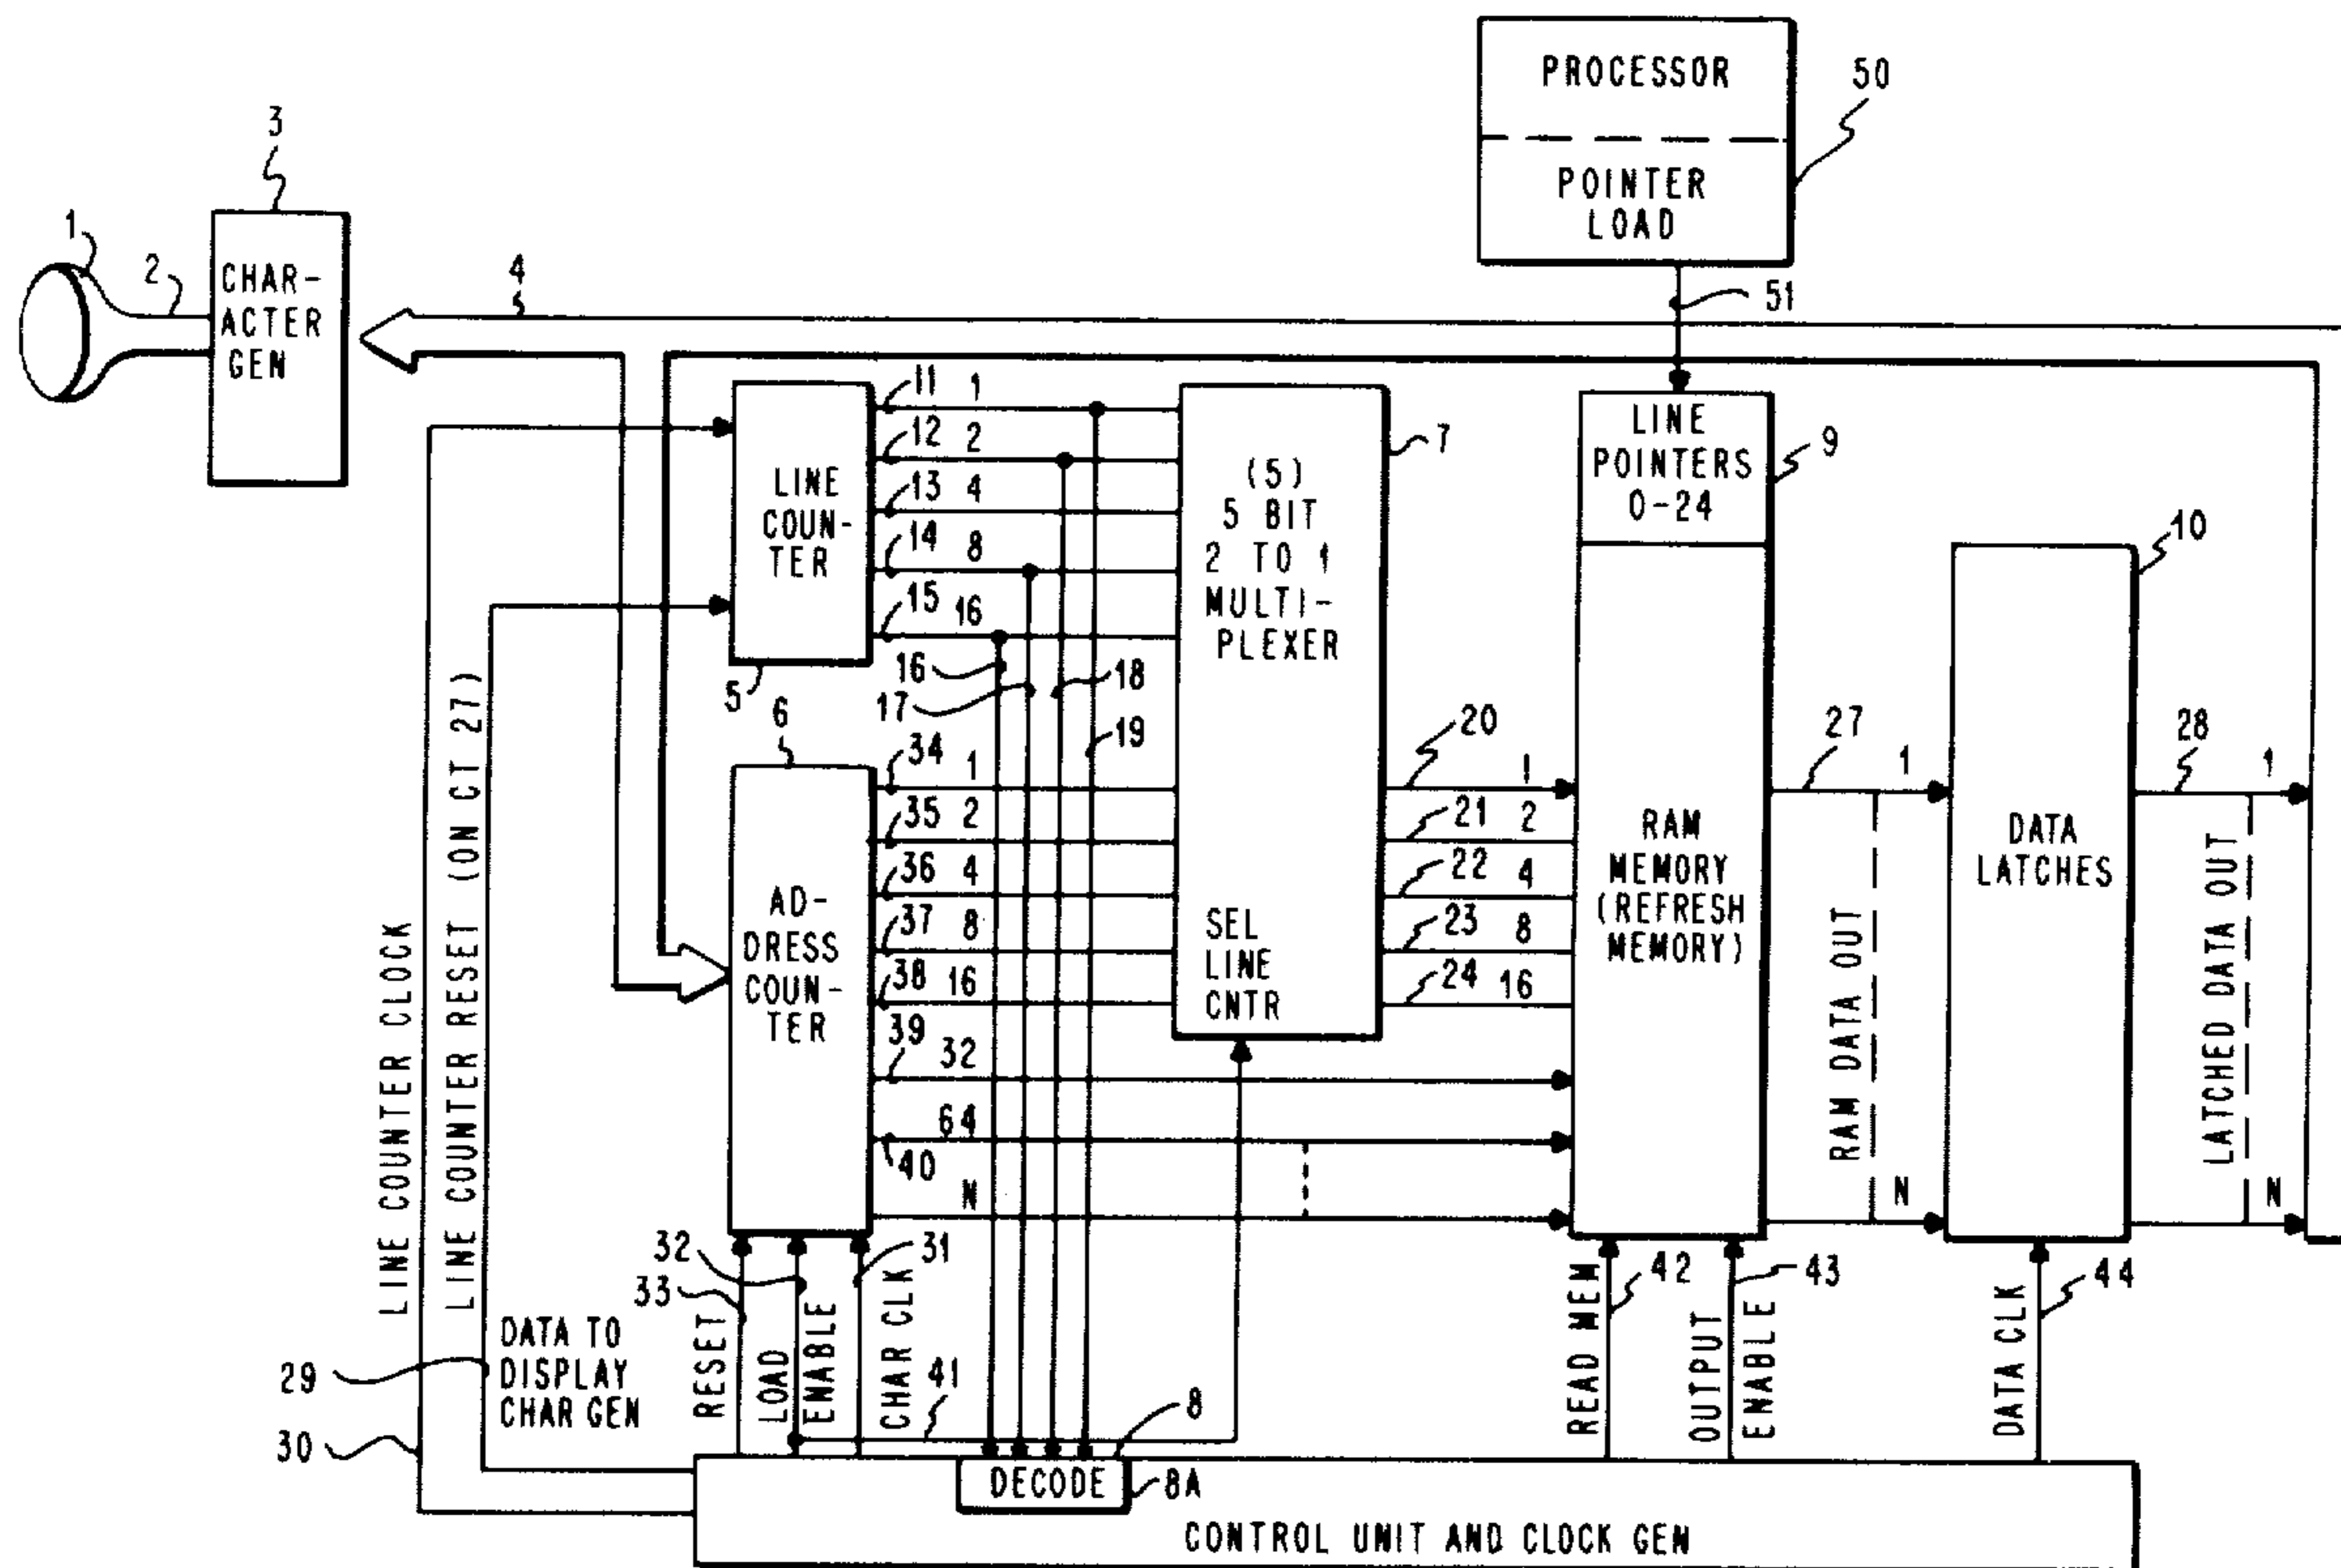 PROCESSOR
50
POINTER
LOAD
51
3
1
2
CHAR-
ACTER
GEN
4
11 1
12 2
13 4
14 8
15 16
LINE
COUN-
TER
5
16
17
18
19
7
(5)
5 BIT
2 TO 1
MULTI-
PLEXER
SEL
LINE
CNTR
LINE
POINTERS
0-24
9
RAM
MEMORY
(REFRESH
MEMORY)
10
DATA
LATCHES
6
34 1
35 2
36 4
37 8
38 16
39 32
64
40
N
AD-
DRESS
COUN-
TER
20 1
21 2
22 4
23 8
24 16
27 1
RAM DATA OUT
N
28 1
LATCHED DATA OUT
N
LINE COUNTER CLOCK
LINE COUNTER RESET (ON CT 27)
29
30
DATA TO
DISPLAY
CHAR GEN
33
RESET
32
LOAD
ENABLE
31
CHAR CLK
41
8
READ MEM
42
OUTPUT
ENABLE
43
DATA CLK
44
DECODE
8A
CONTROL UNIT AND CLOCK GEN